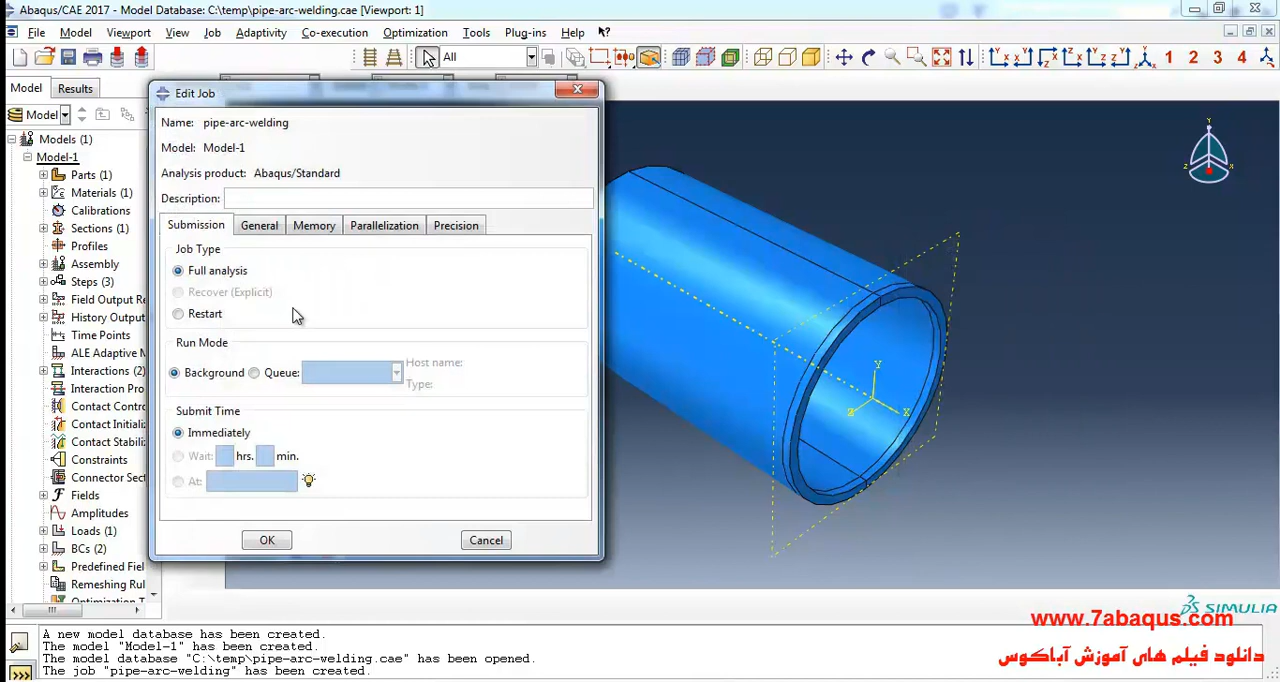 Abaqus/CAE 2017 - Model Database: C:\temp\pipe-arc-welding.cae [Viewport: 1]
File Model Viewport View Job Adaptivity Co-execution Optimization Tools Plug-ins Help
All
1 2 3 4
Model Results
Model
Models (1)
Model-1
Parts (1)
Materials (1)
Calibrations
Sections (1)
Profiles
Assembly
Steps (3)
Field Output Re
History Output
Time Points
ALE Adaptive M
Interactions (2)
Interaction Pro
Contact Contro
Contact Initializ
Contact Stabiliz
Constraints
Connector Sect
Fields
Amplitudes
Loads (1)
BCs (2)
Predefined Fiel
Remeshing Rul
Edit Job
Name: pipe-arc-welding
Model: Model-1
Analysis product: Abaqus/Standard
Description:
Submission General Memory Parallelization Precision
Job Type
Full analysis
Recover (Explicit)
Restart
Run Mode
Background Queue: Host name:
Type:
Submit Time
Immediately
Wait: hrs. min.
At:
OK Cancel
Y
Z X
Y
Z X
SIMULIA
www.7abaqus.com
دانلود فیلم های آموزش آباکوس
A new model database has been created.
The model "Model-1" has been created.
The model database "C:\temp\pipe-arc-welding.cae" has been opened.
The job "pipe-arc-welding" has been created.